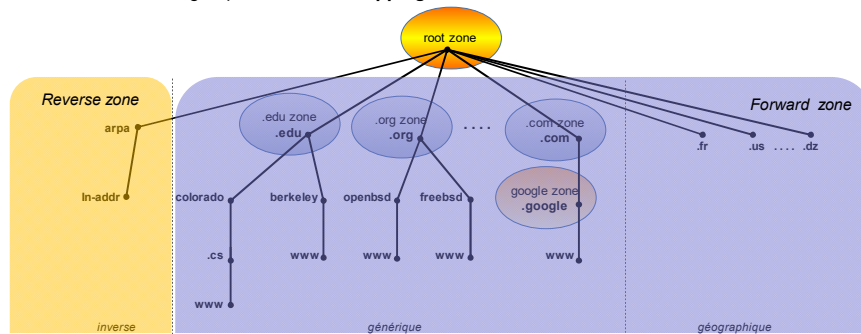 root zone
Reverse zone
Forward zone
.edu zone
.edu
.org zone
.org
. . . .
.com zone
.com
arpa
.fr
.us
. . . .
.dz
In-addr
colorado
berkeley
openbsd
freebsd
google zone
.google
.cs
www
www
www
www
www
inverse
générique
géographique